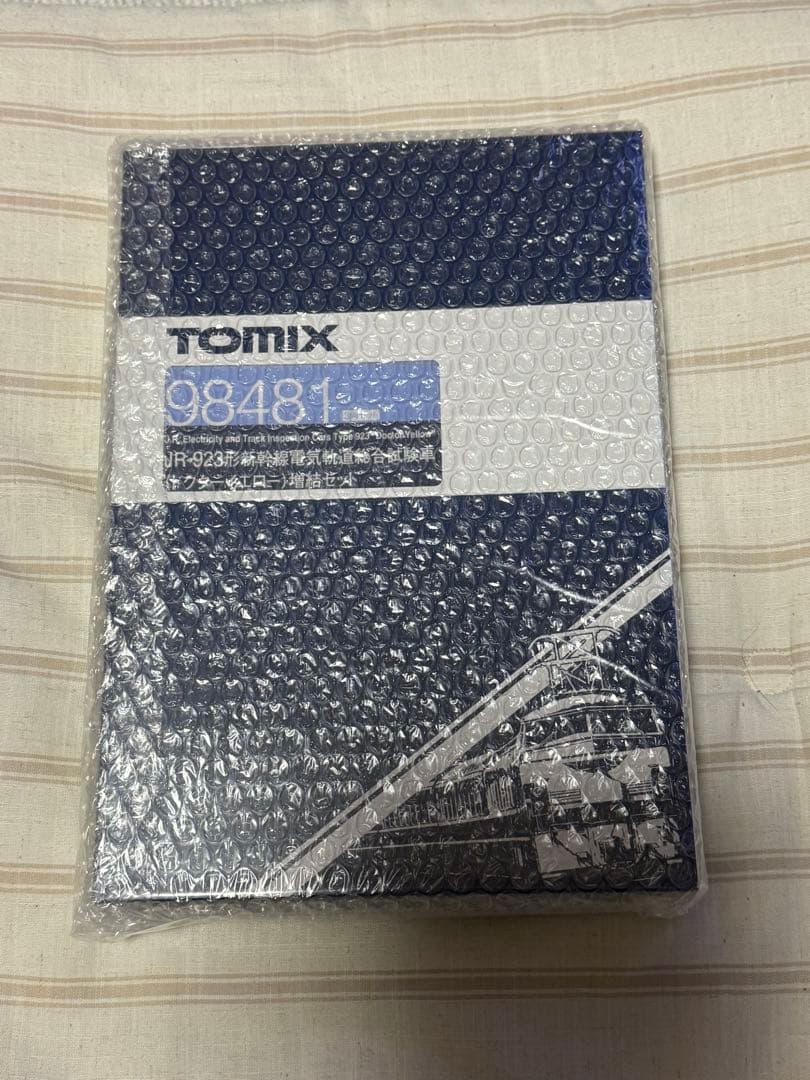 TOMIX
98481
J.R. Electricity and Track Inspection Cars Type 923 "Doctor Yellow"
JR 923形新幹線電気軌道総合試験車
(ドクターイエロー)増結セット